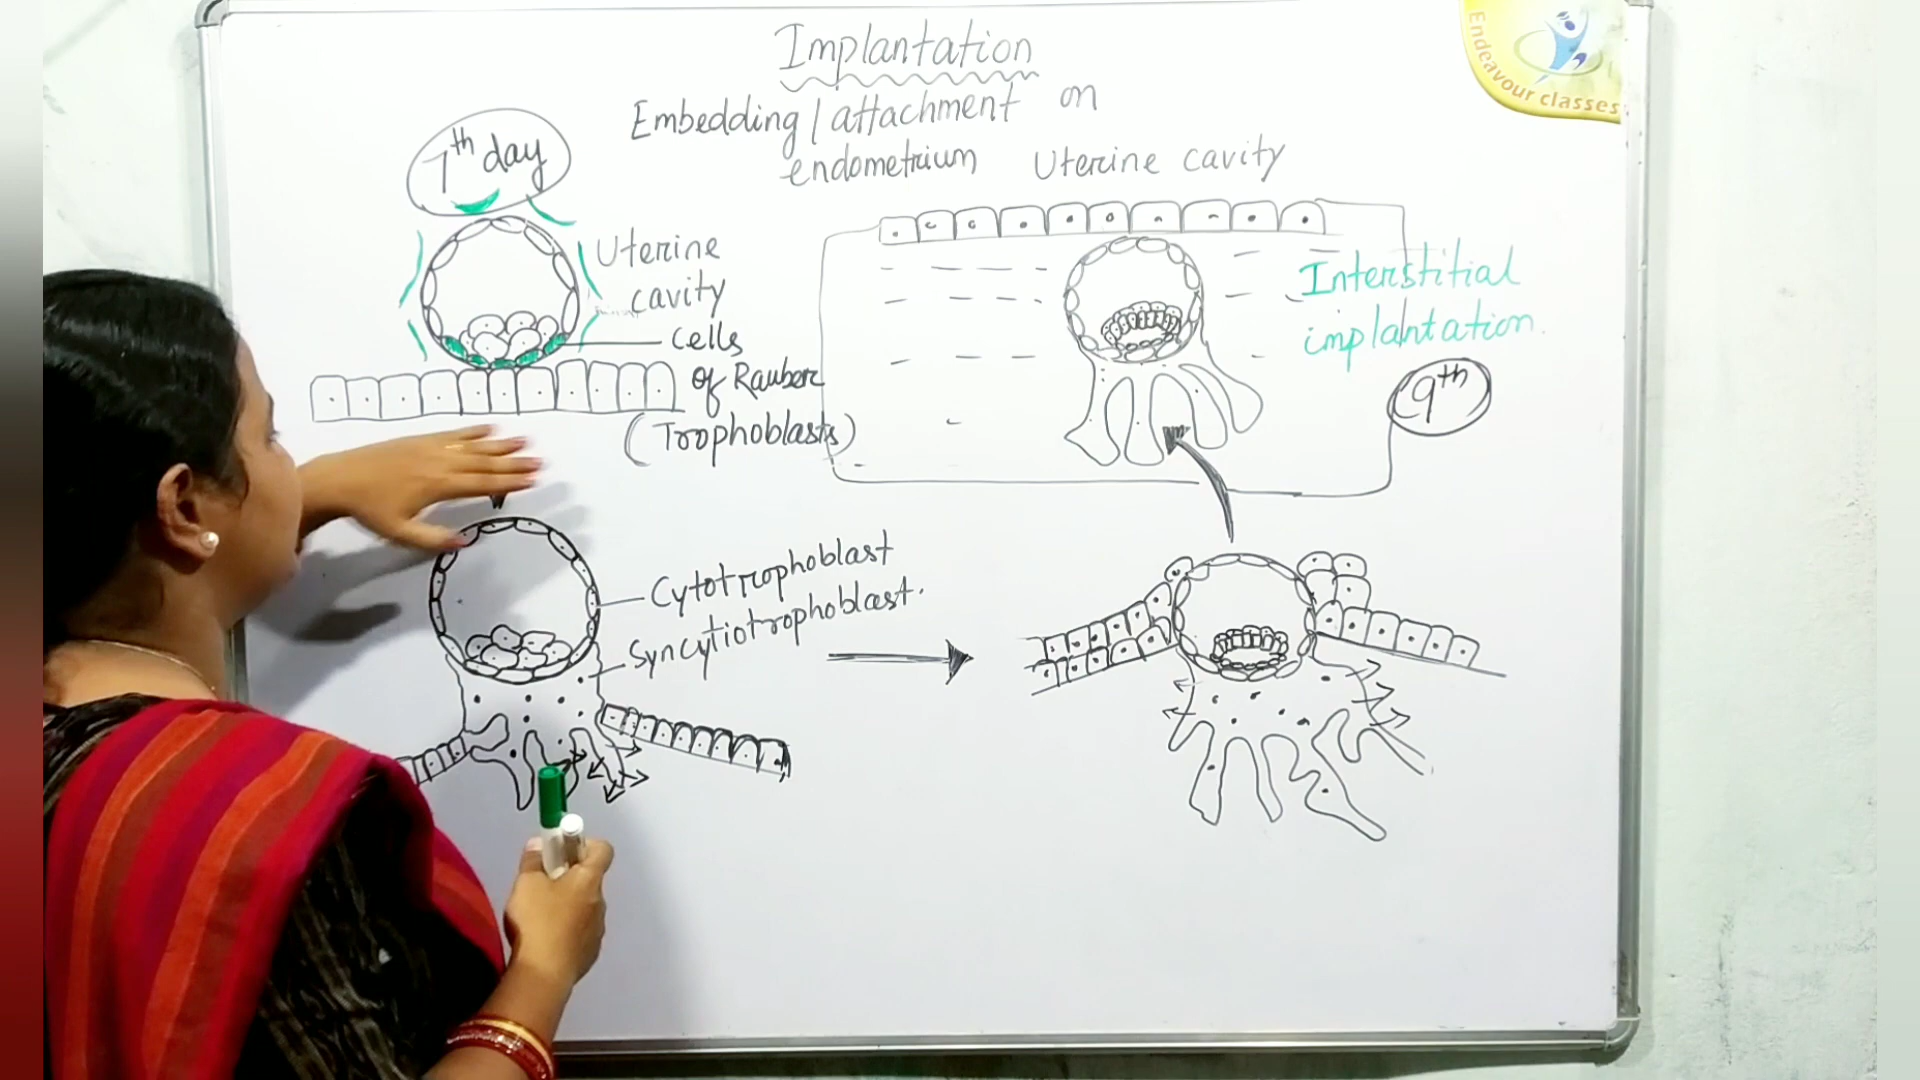 Implantation
Embedding/attachment on
endometrium Uterine cavity
7th day
Uterine
cavity
cells
of Rauber
(Trophoblasts)
Interstitial
implantation.
9th
Cytotrophoblast
Syncytiotrophoblast.
Endeavour classes